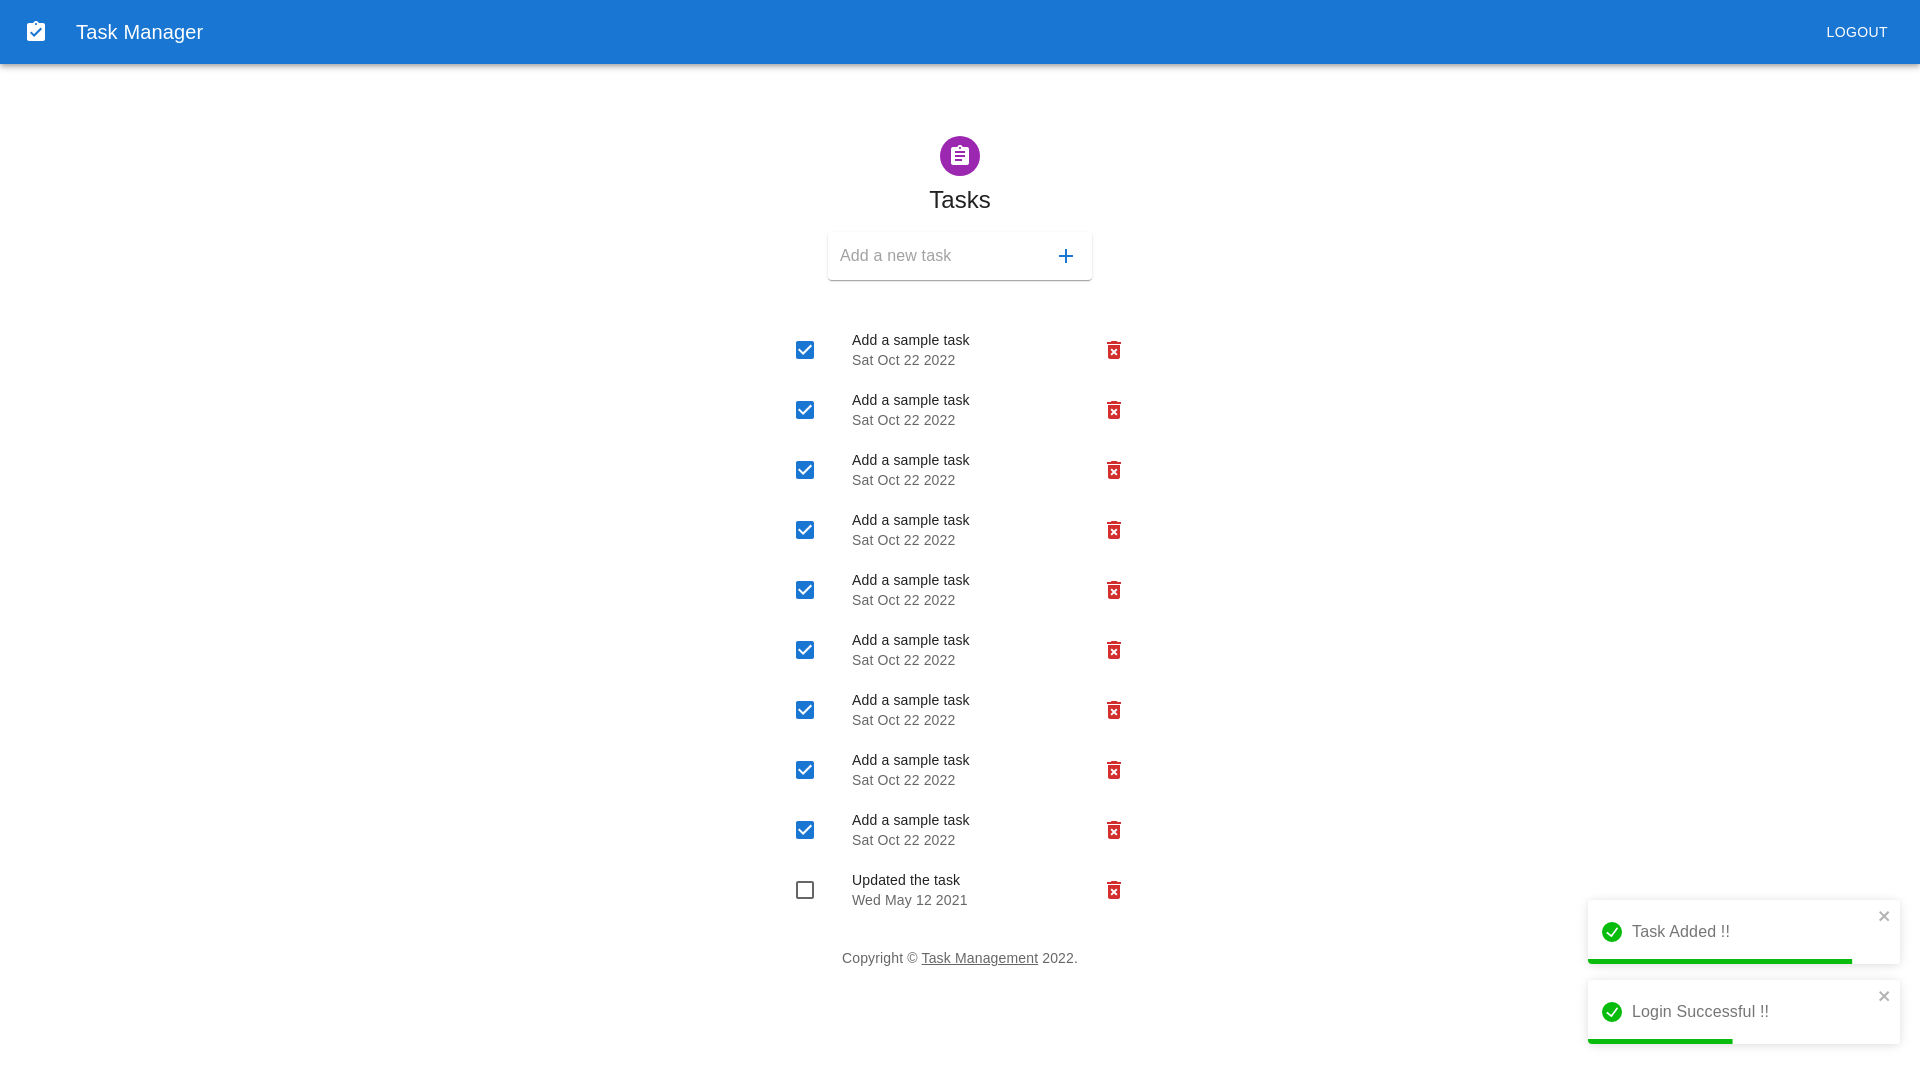 Task Manager
LOGOUT
Tasks
Add a new task
Add a sample task
Sat Oct 22 2022
Add a sample task
Sat Oct 22 2022
Add a sample task
Sat Oct 22 2022
Add a sample task
Sat Oct 22 2022
Add a sample task
Sat Oct 22 2022
Add a sample task
Sat Oct 22 2022
Add a sample task
Sat Oct 22 2022
Add a sample task
Sat Oct 22 2022
Add a sample task
Sat Oct 22 2022
Updated the task
Wed May 12 2021
Copyright © Task Management 2022.
Task Added !!
Login Successful !!